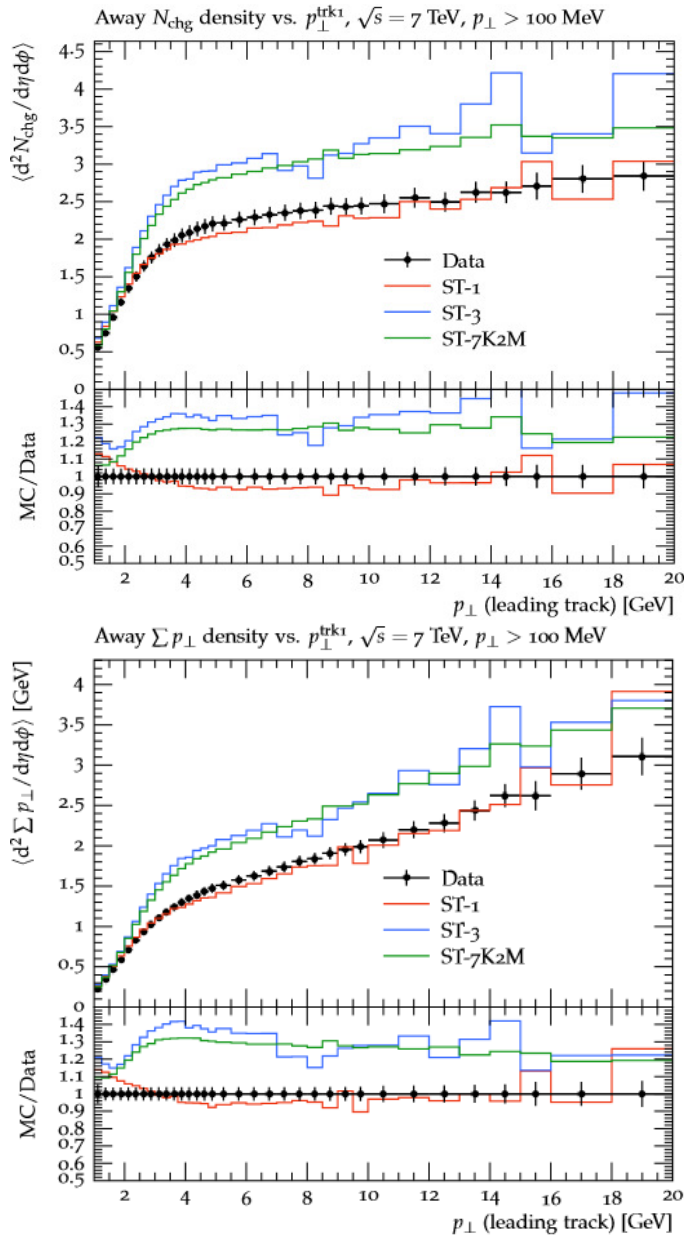 Away N_chg density vs. p_⊥^trk1, √s = 7 TeV, p_⊥ > 100 MeV
⟨d²N_chg/dηdϕ⟩
4.5
4
3.5
3
2.5
2
1.5
1
0.5
0
Data
ST-1
ST-3
ST-7K2M
MC/Data
1.4
1.3
1.2
1.1
1
0.9
0.8
0.7
0.6
0.5
2 4 6 8 10 12 14 16 18 20
p_⊥ (leading track) [GeV]
Away ∑ p_⊥ density vs. p_⊥^trk1, √s = 7 TeV, p_⊥ > 100 MeV
⟨d² ∑ p_⊥/dηdϕ⟩ [GeV]
4
3.5
3
2.5
2
1.5
1
0.5
0
Data
ST-1
ST-3
ST-7K2M
MC/Data
1.4
1.3
1.2
1.1
1
0.9
0.8
0.7
0.6
0.5
2 4 6 8 10 12 14 16 18 20
p_⊥ (leading track) [GeV]